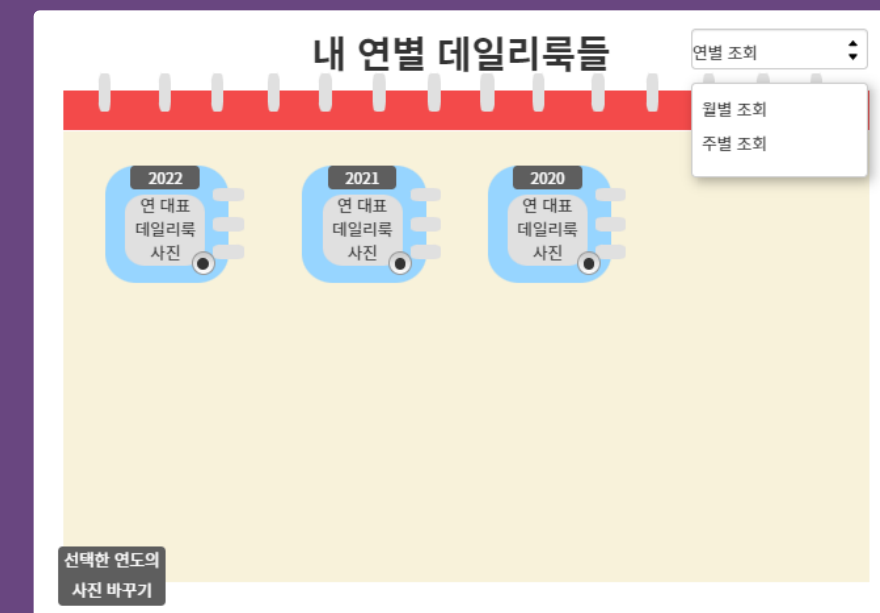 내 연별 데일리룩들
연별 조회
월별 조회
주별 조회
2022
연 대표
데일리룩
사진
2021
연 대표
데일리룩
사진
2020
연 대표
데일리룩
사진
선택한 연도의
사진 바꾸기